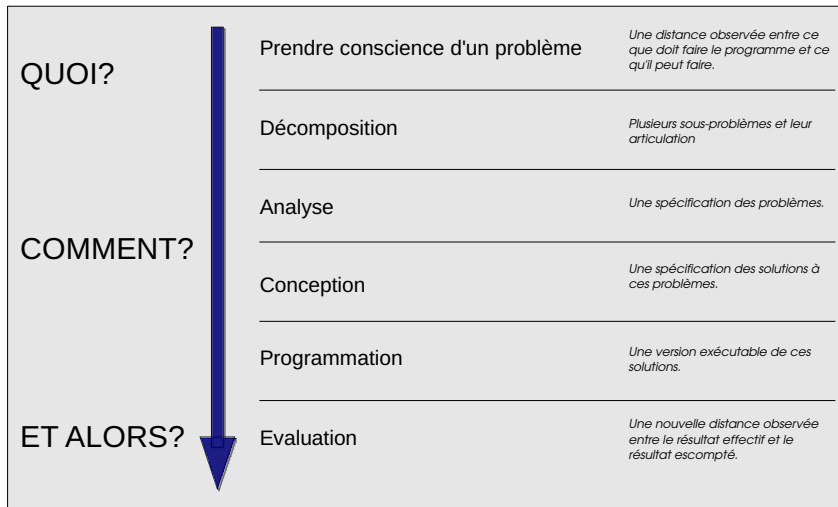 QUOI?
Prendre conscience d'un problème
Une distance observée entre ce
que doit faire le programme et ce
qu'il peut faire.
Décomposition
Plusieurs sous-problèmes et leur
articulation
COMMENT?
Analyse
Une spécification des problèmes.
Conception
Une spécification des solutions à
ces problèmes.
Programmation
Une version exécutable de ces
solutions.
ET ALORS?
Evaluation
Une nouvelle distance observée
entre le résultat effectif et le
résultat escompté.